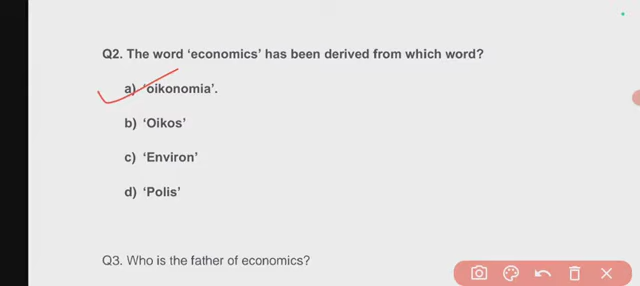 Q2. The word ‘economics’ has been derived from which word?
a) ‘oikonomia’.
b) ‘Oikos’
c) ‘Environ’
d) ‘Polis’
Q3. Who is the father of economics?